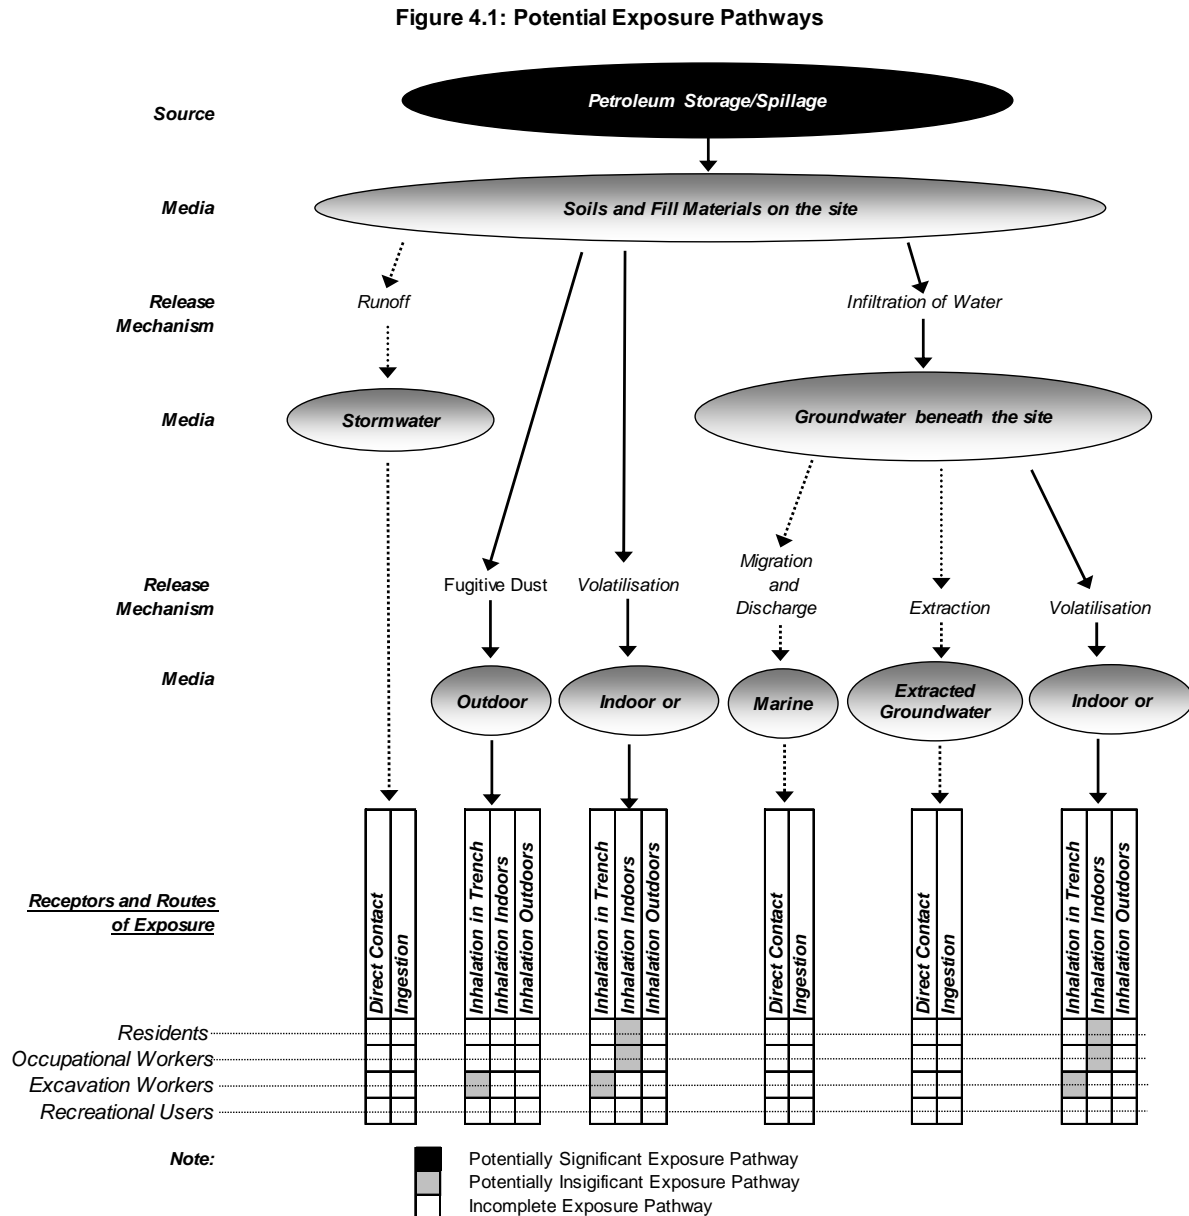 Figure 4.1: Potential Exposure Pathways
Source
Petroleum Storage/Spillage
Media
Soils and Fill Materials on the site
Release
Mechanism
Runoff
Infiltration of Water
Media
Stormwater
Groundwater beneath the site
Release
Mechanism
Fugitive Dust
Volatilisation
Migration
and
Discharge
Extraction
Volatilisation
Media
Outdoor
Indoor or
Marine
Extracted
Groundwater
Indoor or
Receptors and Routes
of Exposure
Direct Contact
Ingestion
Inhalation in Trench
Inhalation Indoors
Inhalation Outdoors
Inhalation in Trench
Inhalation Indoors
Inhalation Outdoors
Direct Contact
Ingestion
Direct Contact
Ingestion
Inhalation in Trench
Inhalation Indoors
Inhalation Outdoors
Residents
Occupational Workers
Excavation Workers
Recreational Users
Note:
Potentially Significant Exposure Pathway
Potentially Insigificant Exposure Pathway
Incomplete Exposure Pathway